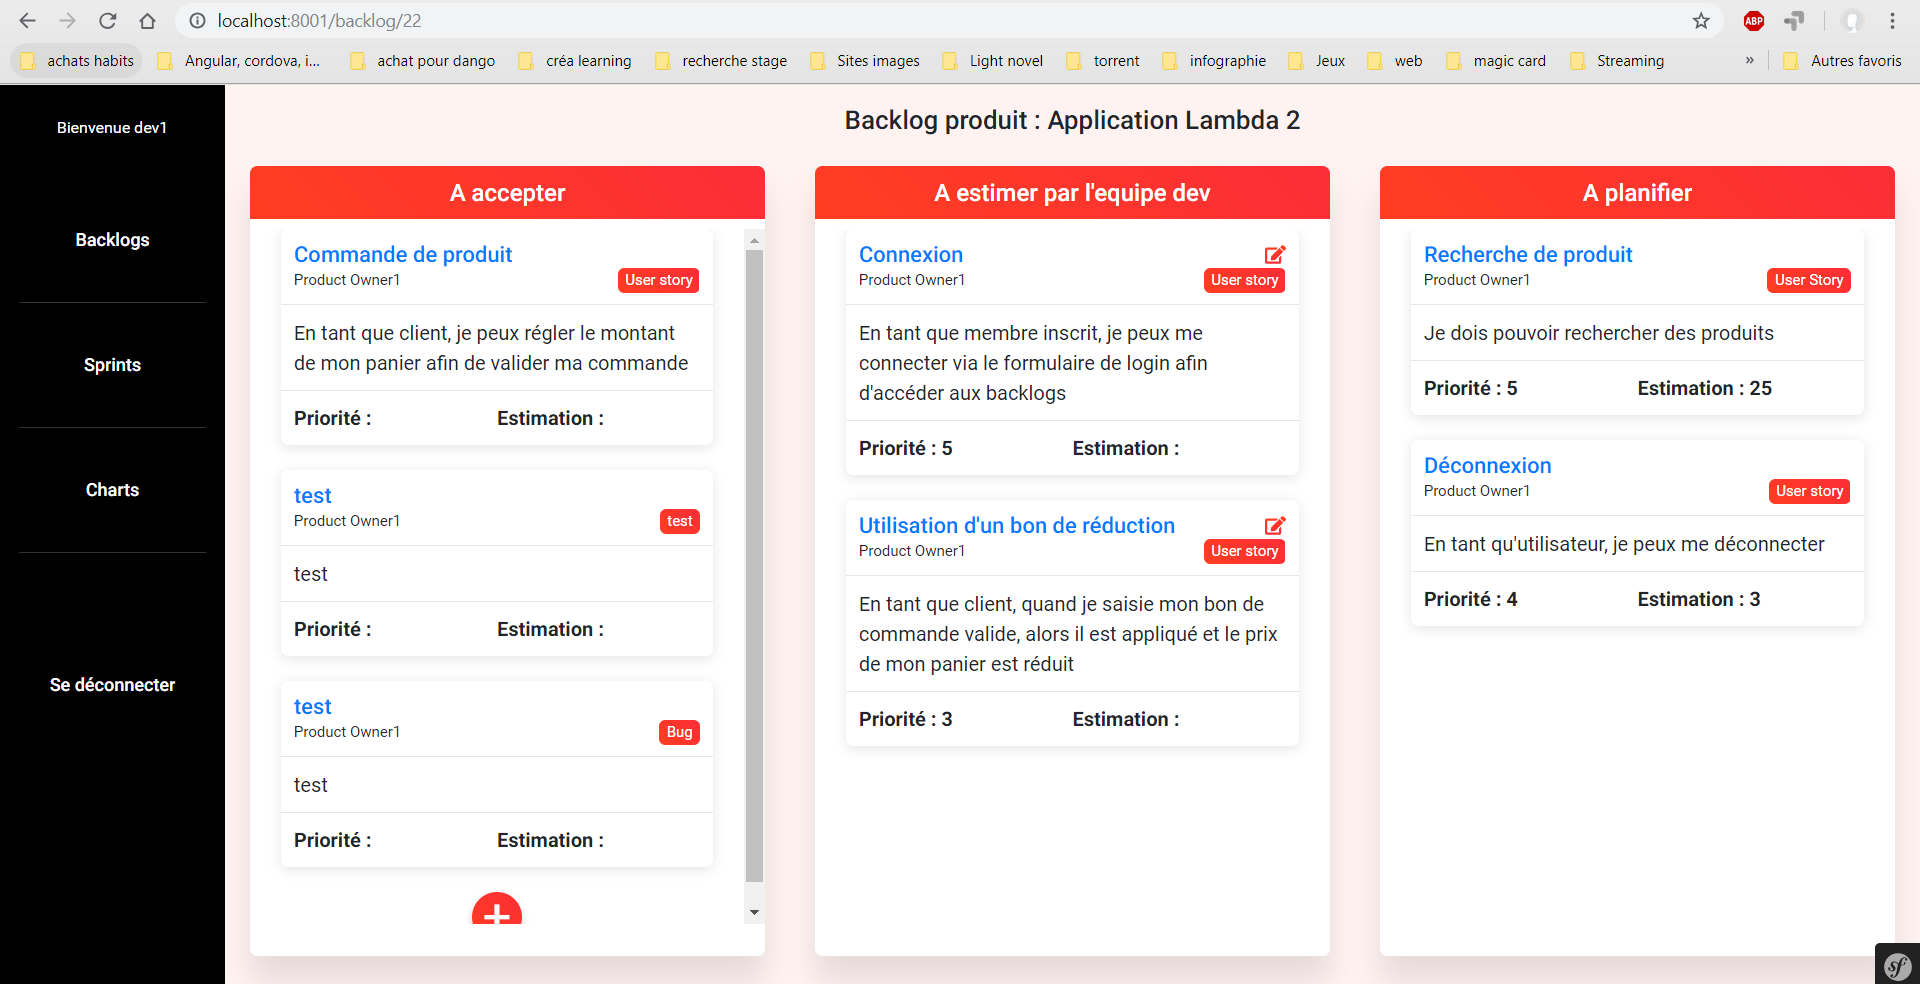 localhost:8001/backlog/22
ABP
achats habits
Angular, cordova, i...
achat pour dango
créa learning
recherche stage
Sites images
Light novel
torrent
infographie
Jeux
web
magic card
Streaming
»
Autres favoris
Bienvenue dev1
Backlogs
Sprints
Charts
Se déconnecter
Backlog produit : Application Lambda 2
A accepter
Commande de produit
Product Owner1
User story
En tant que client, je peux régler le montant
de mon panier afin de valider ma commande
Priorité : Estimation :
test
Product Owner1
test
test
Priorité : Estimation :
test
Product Owner1
Bug
test
Priorité : Estimation :
A estimer par l'equipe dev
Connexion
Product Owner1
User story
En tant que membre inscrit, je peux me
connecter via le formulaire de login afin
d'accéder aux backlogs
Priorité : 5 Estimation :
Utilisation d'un bon de réduction
Product Owner1
User story
En tant que client, quand je saisie mon bon de
commande valide, alors il est appliqué et le prix
de mon panier est réduit
Priorité : 3 Estimation :
A planifier
Recherche de produit
Product Owner1
User Story
Je dois pouvoir rechercher des produits
Priorité : 5 Estimation : 25
Déconnexion
Product Owner1
User story
En tant qu'utilisateur, je peux me déconnecter
Priorité : 4 Estimation : 3
sf